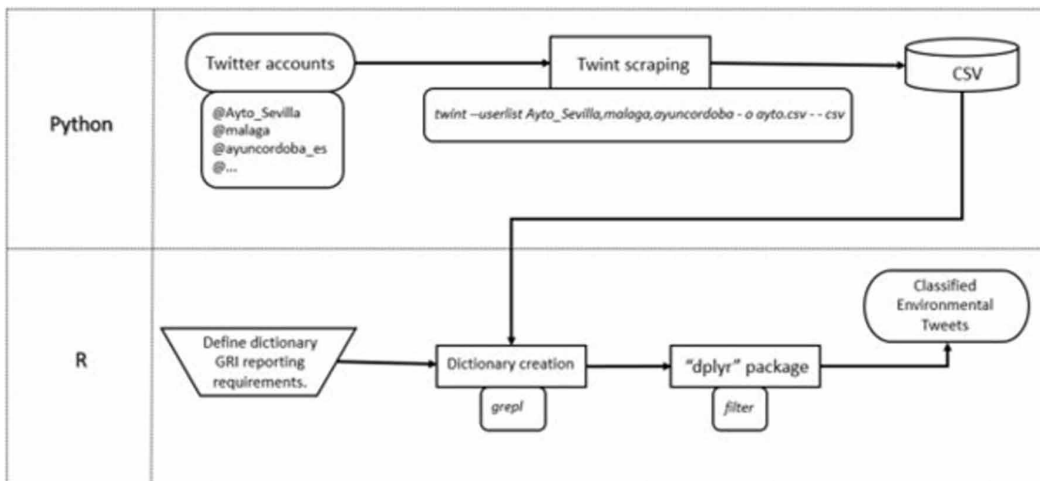 Python
Twitter accounts
@Ayto_Sevilla
@malaga
@ayuncordoba_es
@...
Twint scraping
twint --userlist Ayto_Sevilla,malaga,ayuncordoba - o ayto.csv - - csv
CSV
R
Define dictionary
GRI reporting
requirements.
Dictionary creation
grepl
"dplyr" package
filter
Classified
Environmental
Tweets